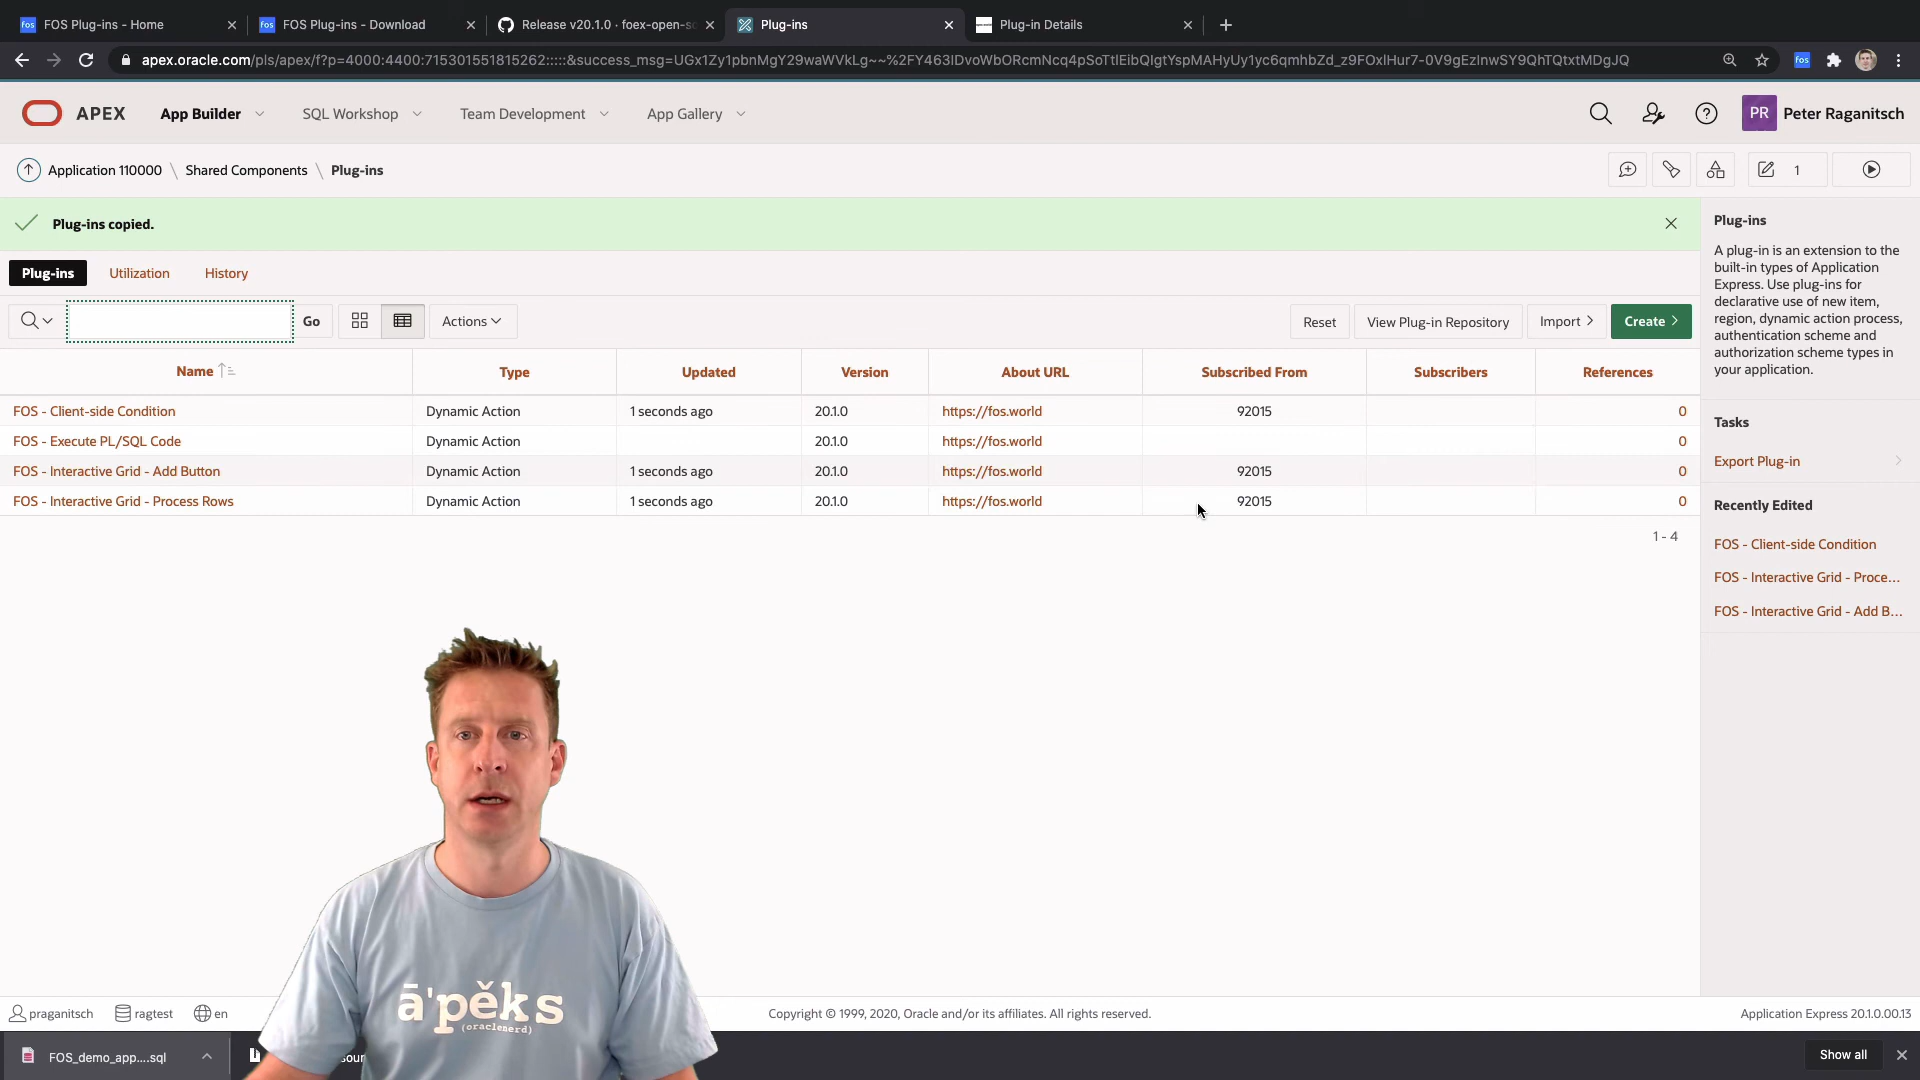 FOS Plug-ins - Home
FOS Plug-ins - Download
Release v20.1.0 · foex-open-so
Plug-ins
Plug-in Details
apex.oracle.com/pls/apex/f?p=4000:4400:715301551815262:::::&success_msg=UGx1Zy1pbnMgY29waWVkLg~~%2FY463IDvoWbORcmNcq4pSoTtlEibQIgtYspMAHyUy1yc6qmhbZd_z9FOxlHur7-0V9gEzInwSY9QhTQtxtMDgJQ
fos
APEX
App Builder
SQL Workshop
Team Development
App Gallery
PR
Peter Raganitsch
Application 110000 \ Shared Components \ Plug-ins
1
Plug-ins copied.
Plug-ins
Utilization
History
Go
Actions
Reset
View Plug-in Repository
Import
Create
Name Type Updated Version About URL Subscribed From Subscribers References
FOS - Client-side Condition Dynamic Action 1 seconds ago 20.1.0 https://fos.world 92015 0
FOS - Execute PL/SQL Code Dynamic Action 20.1.0 https://fos.world 0
FOS - Interactive Grid - Add Button Dynamic Action 1 seconds ago 20.1.0 https://fos.world 92015 0
FOS - Interactive Grid - Process Rows Dynamic Action 1 seconds ago 20.1.0 https://fos.world 92015 0
1 - 4
Plug-ins
A plug-in is an extension to the
built-in types of Application
Express. Use plug-ins for
declarative use of new item,
region, dynamic action process,
authentication scheme and
authorization scheme types in
your application.
Tasks
Export Plug-in
Recently Edited
FOS - Client-side Condition
FOS - Interactive Grid - Proce...
FOS - Interactive Grid - Add B...
ā'pěks
(oraclenerd)
praganitsch
ragtest
en
Copyright © 1999, 2020, Oracle and/or its affiliates. All rights reserved.
Application Express 20.1.0.00.13
FOS_demo_app....sql
Show all